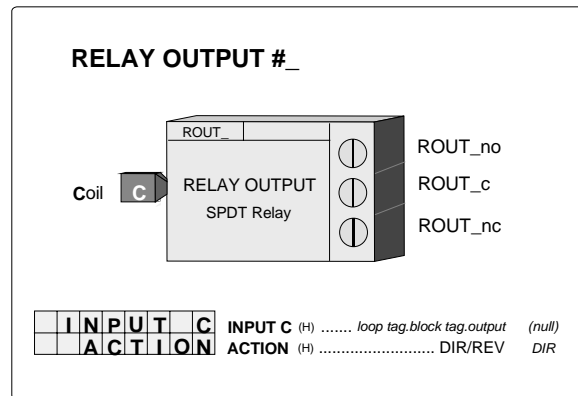 RELAY OUTPUT #_
ROUT_
ROUT_no
Coil C RELAY OUTPUT ROUT_c
SPDT Relay
ROUT_nc
INPUT C INPUT C (H) ....... loop tag.block tag.output (null)
ACTION ACTION (H) .......................... DIR/REV DIR